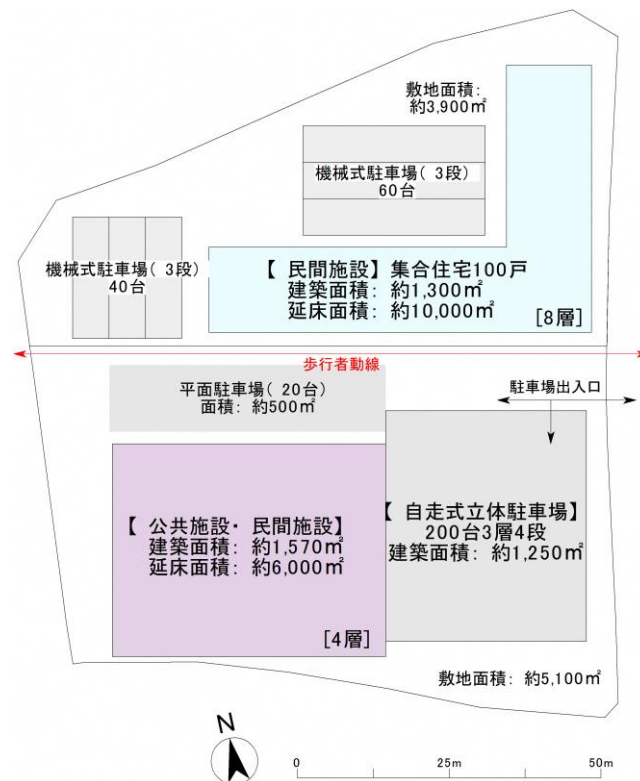 敷地面積:
約3,900㎡
機械式駐車場( 3段)
60台
機械式駐車場( 3段)
40台
【 民間施設】集合住宅100戸
建築面積: 約1,300㎡
延床面積: 約10,000㎡
[8層]
歩行者動線
平面駐車場( 20台)
面積: 約500㎡
駐車場出入口
【 公共施設・ 民間施設】
建築面積: 約1,570㎡
延床面積: 約6,000㎡
[4層]
【 自走式立体駐車場】
200台3層4段
建築面積: 約1,250㎡
敷地面積: 約5,100㎡
N
0 25m 50m